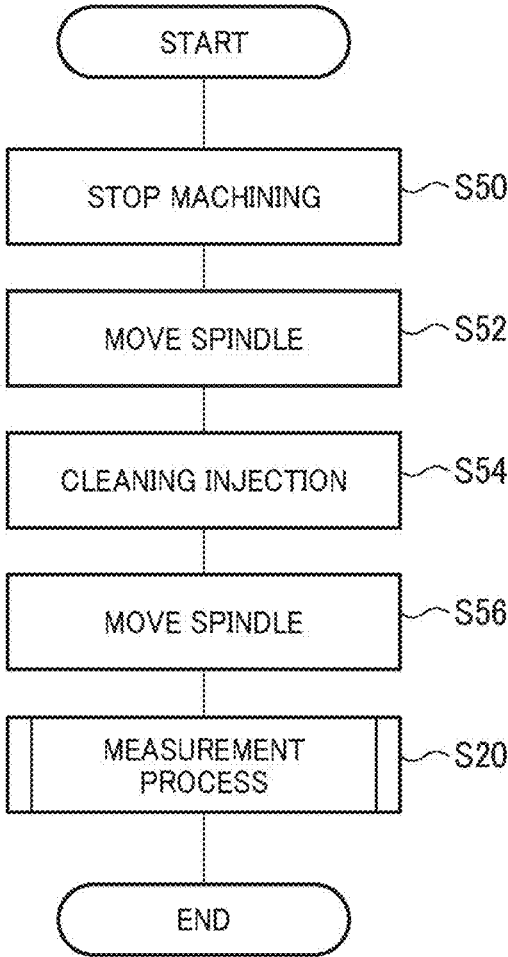 START
STOP MACHINING
S50
MOVE SPINDLE
S52
CLEANING INJECTION
S54
MOVE SPINDLE
S56
MEASUREMENT
PROCESS
S20
END